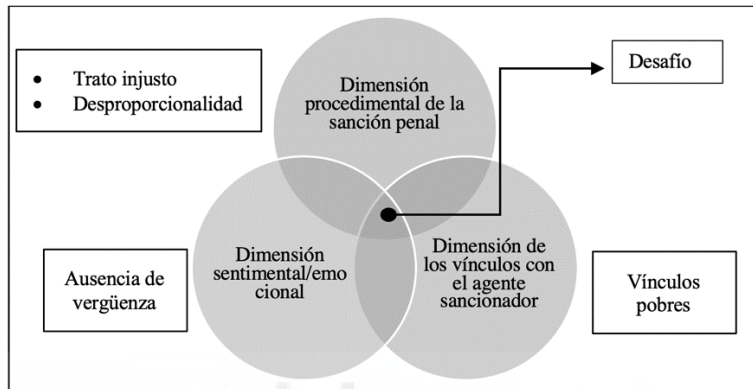 Trato injusto
Desproporcionalidad
Dimensión
procedimental de la
sanción penal
Desafío
Ausencia de
vergüenza
Dimensión
sentimental/emo
cional
Dimensión de
los vínculos con
el agente
sancionador
Vínculos
pobres